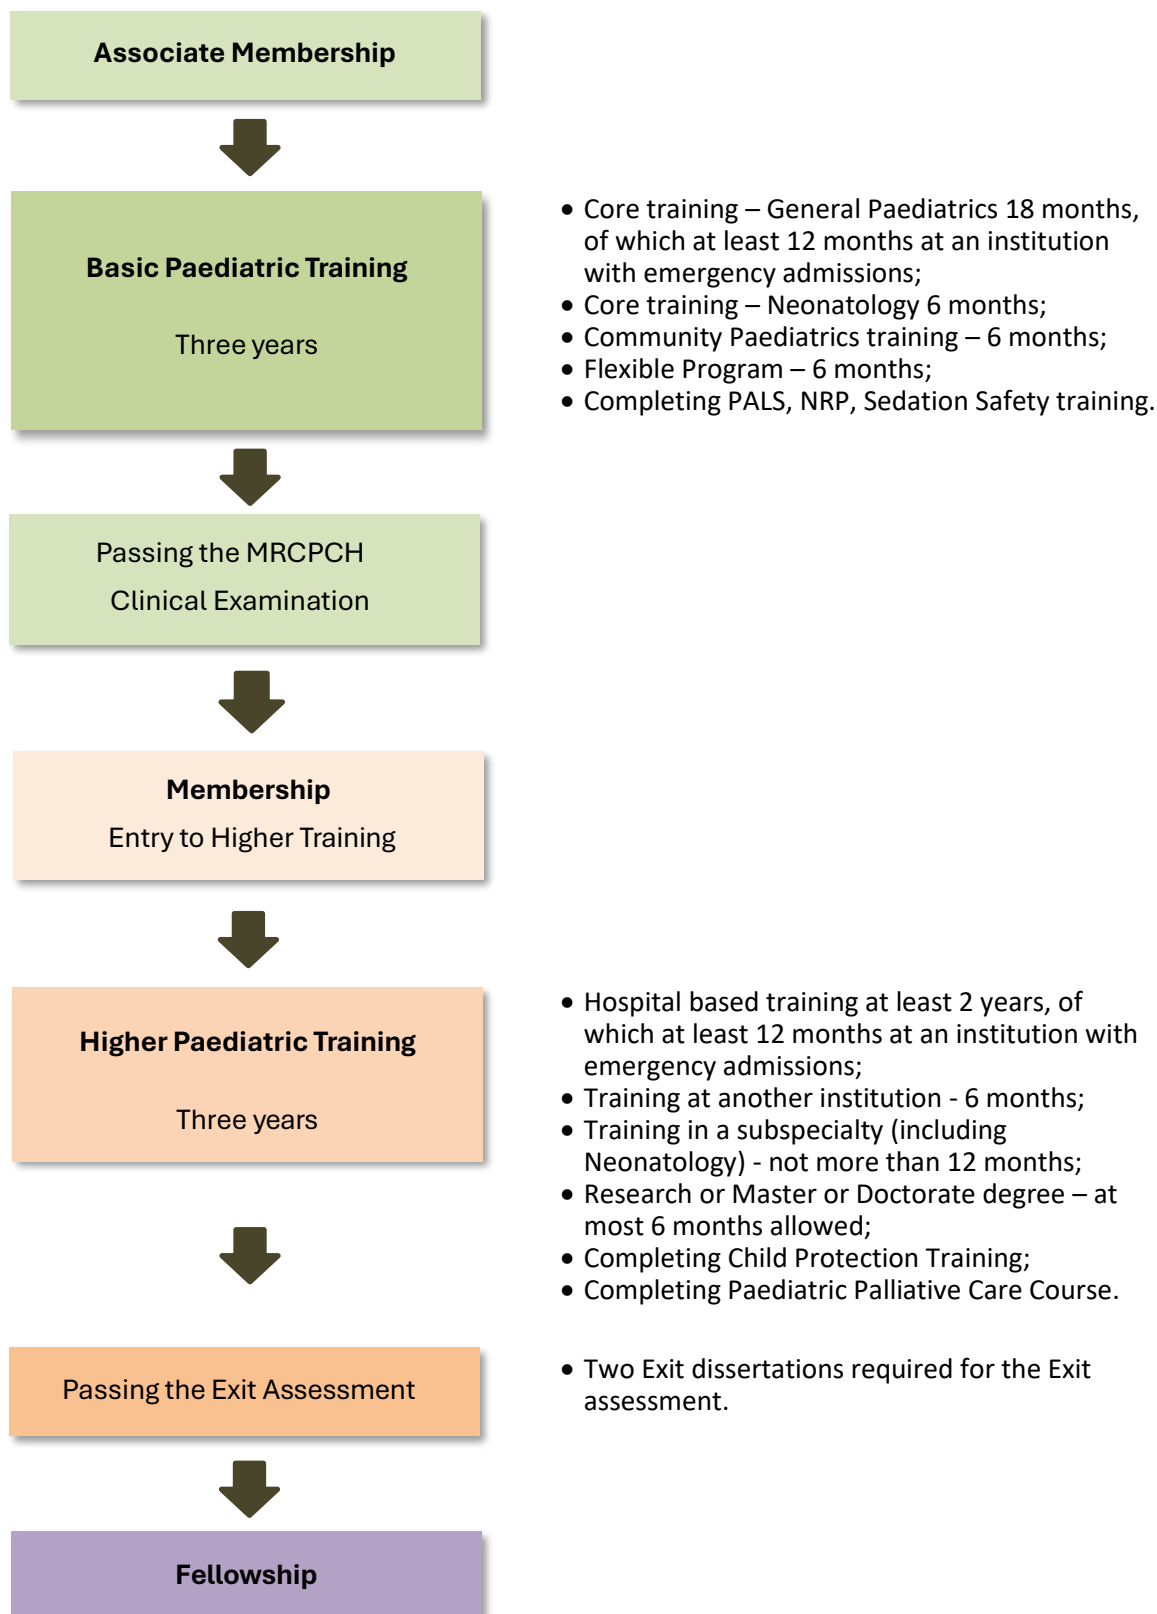 Associate Membership
Basic Paediatric Training
Three years
• Core training – General Paediatrics 18 months,
of which at least 12 months at an institution
with emergency admissions;
• Core training – Neonatology 6 months;
• Community Paediatrics training – 6 months;
• Flexible Program – 6 months;
• Completing PALS, NRP, Sedation Safety training.
Passing the MRCPCH
Clinical Examination
Membership
Entry to Higher Training
Higher Paediatric Training
Three years
• Hospital based training at least 2 years, of
which at least 12 months at an institution with
emergency admissions;
• Training at another institution - 6 months;
• Training in a subspecialty (including
Neonatology) - not more than 12 months;
• Research or Master or Doctorate degree – at
most 6 months allowed;
• Completing Child Protection Training;
• Completing Paediatric Palliative Care Course.
Passing the Exit Assessment
• Two Exit dissertations required for the Exit
assessment.
Fellowship